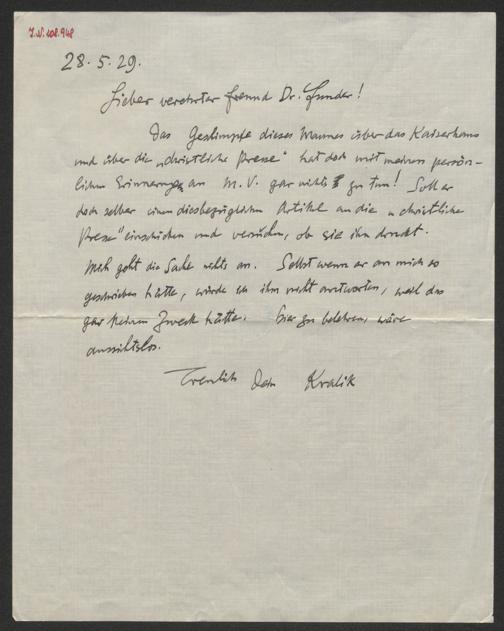 J.N. 108.948
28. 5. 29.
Lieber verehrter Freund Dr. Funder!
Das Geschimpfe dieses Mannes über das Kaiserhaus
und über die „christliche Presse“ hat doch mit meinen persön-
lichen Erinnerungen an M. V. gar nichts zu tun! Soll er
doch selber einen diesbezüglichen Artikel an die „christliche
Presse“ einschicken und versuchen, ob sie ihn druckt.
Mich geht die Sache nichts an. Selbst wenn er an mich so
geschrieben hätte, würde ich ihm nicht antworten, weil das
gar keinen Zweck hätte. Hier zu belehren, wäre
aussichtslos.
Treulich Dein Kralik